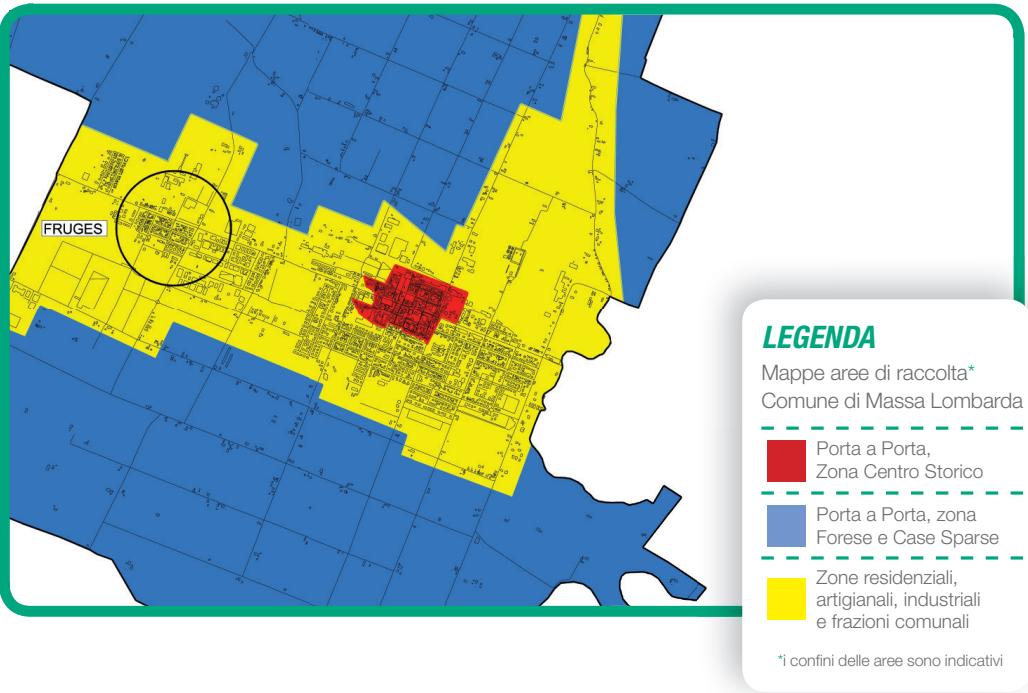 FRUGES
LEGENDA
Mappe aree di raccolta*
Comune di Massa Lombarda
Porta a Porta,
Zona Centro Storico
Porta a Porta, zona
Forese e Case Sparse
Zone residenziali,
artigianali, industriali
e frazioni comunali
*i confini delle aree sono indicativi